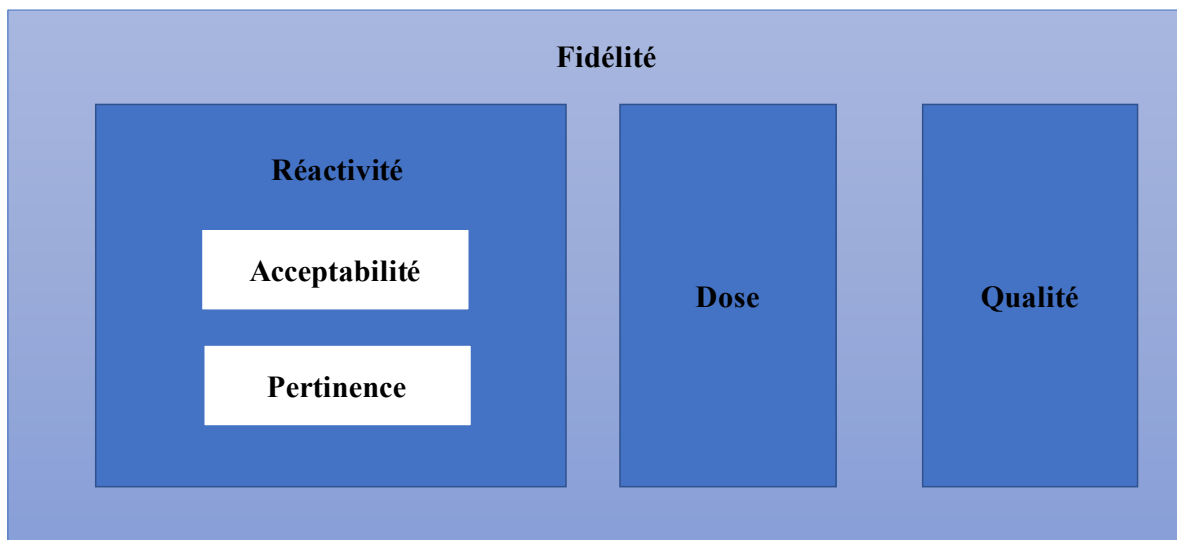 Fidélité
Réactivité
Acceptabilité
Pertinence
Dose
Qualité